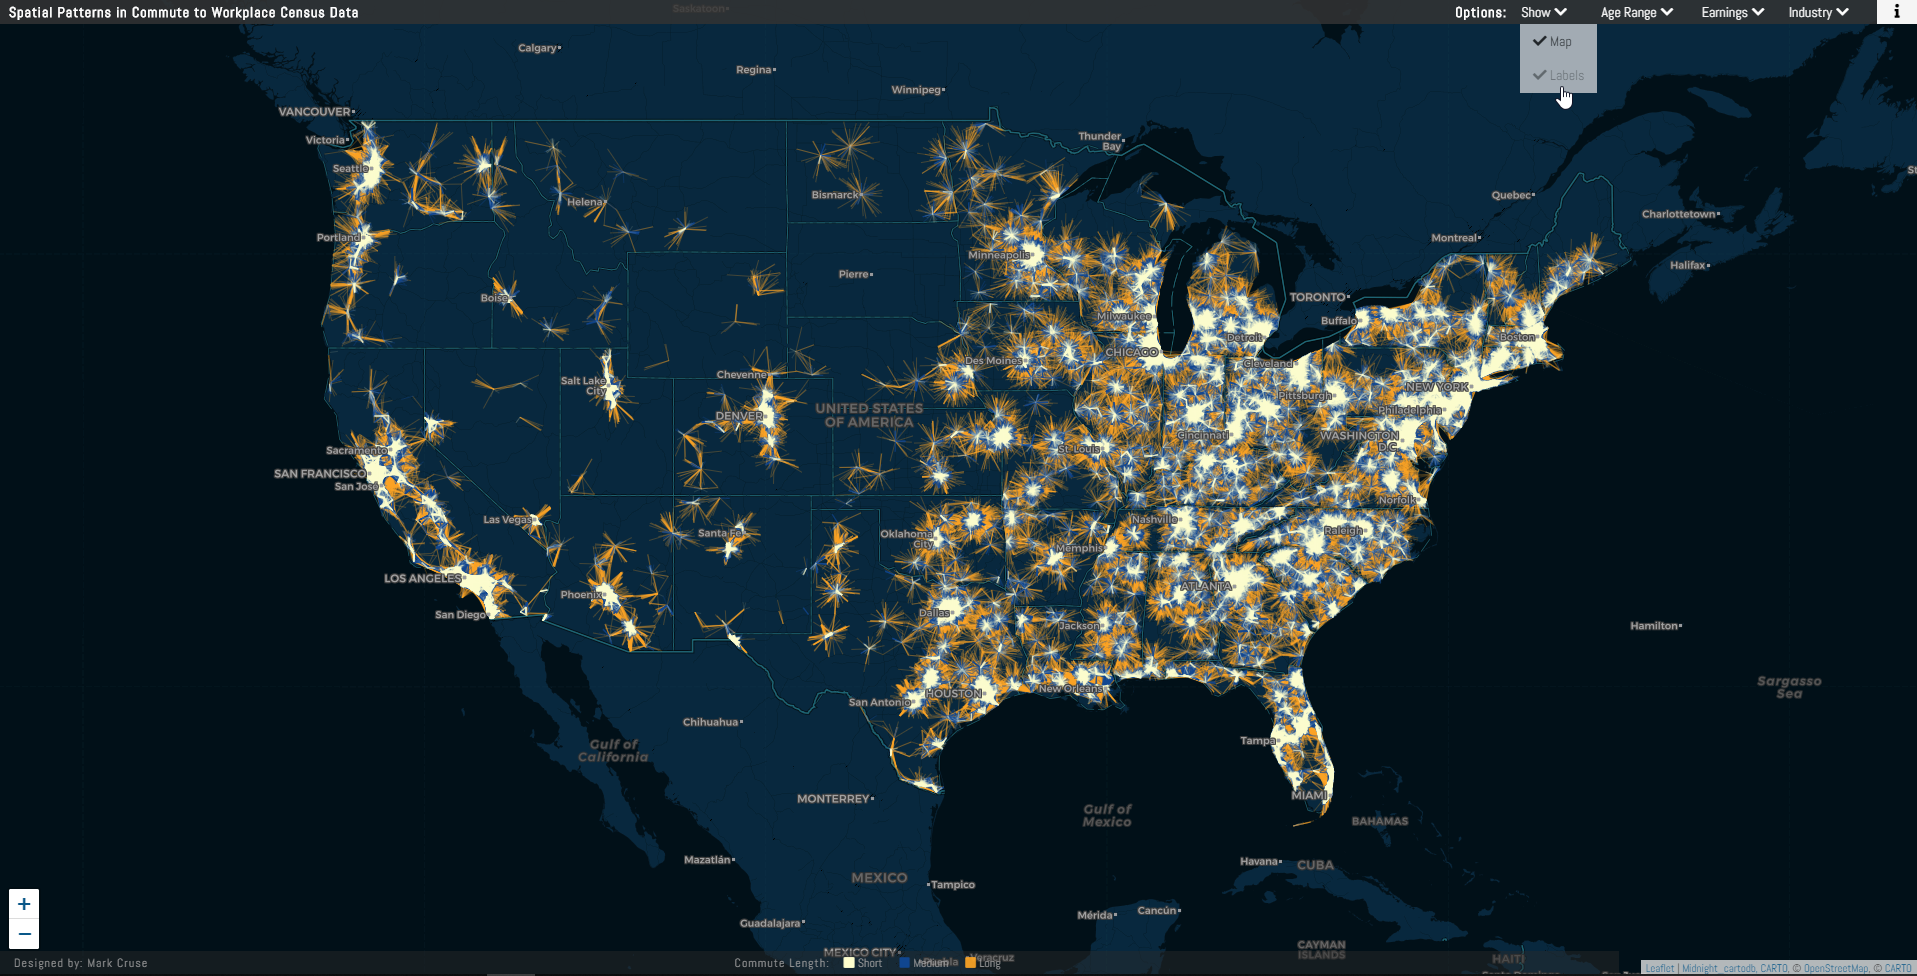 Spatial Patterns in Commute to Workplace Census Data
Saskatoon
Options:
Show
Age Range
Earnings
Industry
i
Map
Labels
Calgary
Regina
Winnipeg
VANCOUVER
Victoria
Thunder
Bay
Seattle
Bismarck
Helena
Quebec
Charlottetown
Portland
Montreal
Minneapolis
Halifax
Pierre
Boise
TORONTO
Milwaukee
Buffalo
Detroit
Boston
CHICAGO
Des Moines
Cleveland
Salt Lake
City
Cheyenne
NEW YORK
Pittsburgh
Philadelphia
DENVER
UNITED STATES
OF AMERICA
Cincinnati
WASHINGTON
D.C.
Sacramento
St. Louis
SAN FRANCISCO
San Jose
Norfolk
Las Vegas
Nashville
Santa Fe
Oklahoma
City
Raleigh
Memphis
LOS ANGELES
ATLANTA
Phoenix
San Diego
Dallas
Jackson
Hamilton
HOUSTON
New Orleans
San Antonio
Sargasso
Sea
Chihuahua
Gulf of
California
Tampa
MONTERREY
MIAMI
Gulf of
Mexico
BAHAMAS
Mazatlán
Havana
CUBA
MEXICO
Tampico
Mérida
Cancún
Guadalajara
CAYMAN
ISLANDS
MEXICO CITY
Puebla
Veracruz
HAITI
Santo Domingo
+
−
Designed by: Mark Cruse
Commute Length:
Short
Medium
Long
Leaflet | Midnight_cartodb, CARTO, © OpenStreetMap, © CARTO